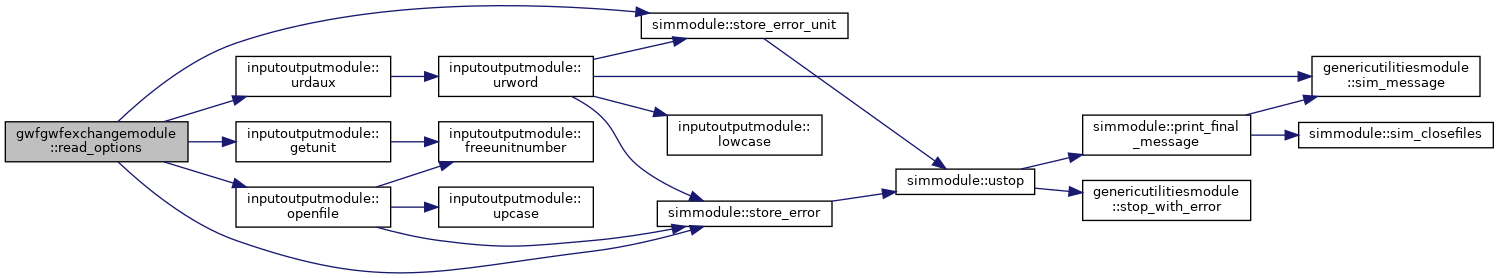 gwfgwfexchangemodule
::read_options
inputoutputmodule::
urdaux
inputoutputmodule::
getunit
inputoutputmodule::
openfile
inputoutputmodule::
urword
inputoutputmodule::
freeunitnumber
inputoutputmodule::
upcase
simmodule::store_error_unit
inputoutputmodule::
lowcase
simmodule::store_error
simmodule::ustop
simmodule::print_final
_message
genericutilitiesmodule
::stop_with_error
genericutilitiesmodule
::sim_message
simmodule::sim_closefiles